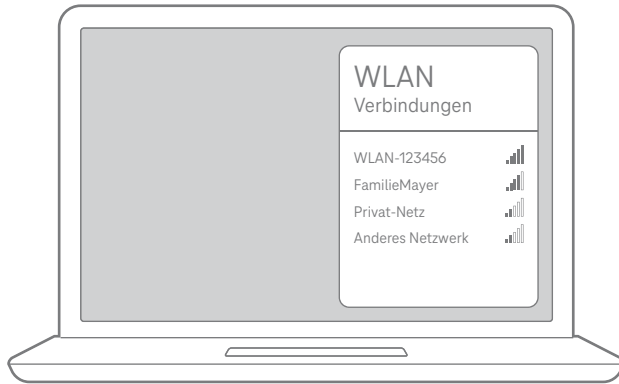 WLAN
Verbindungen
WLAN-123456
FamilieMayer
Privat-Netz
Anderes Netzwerk